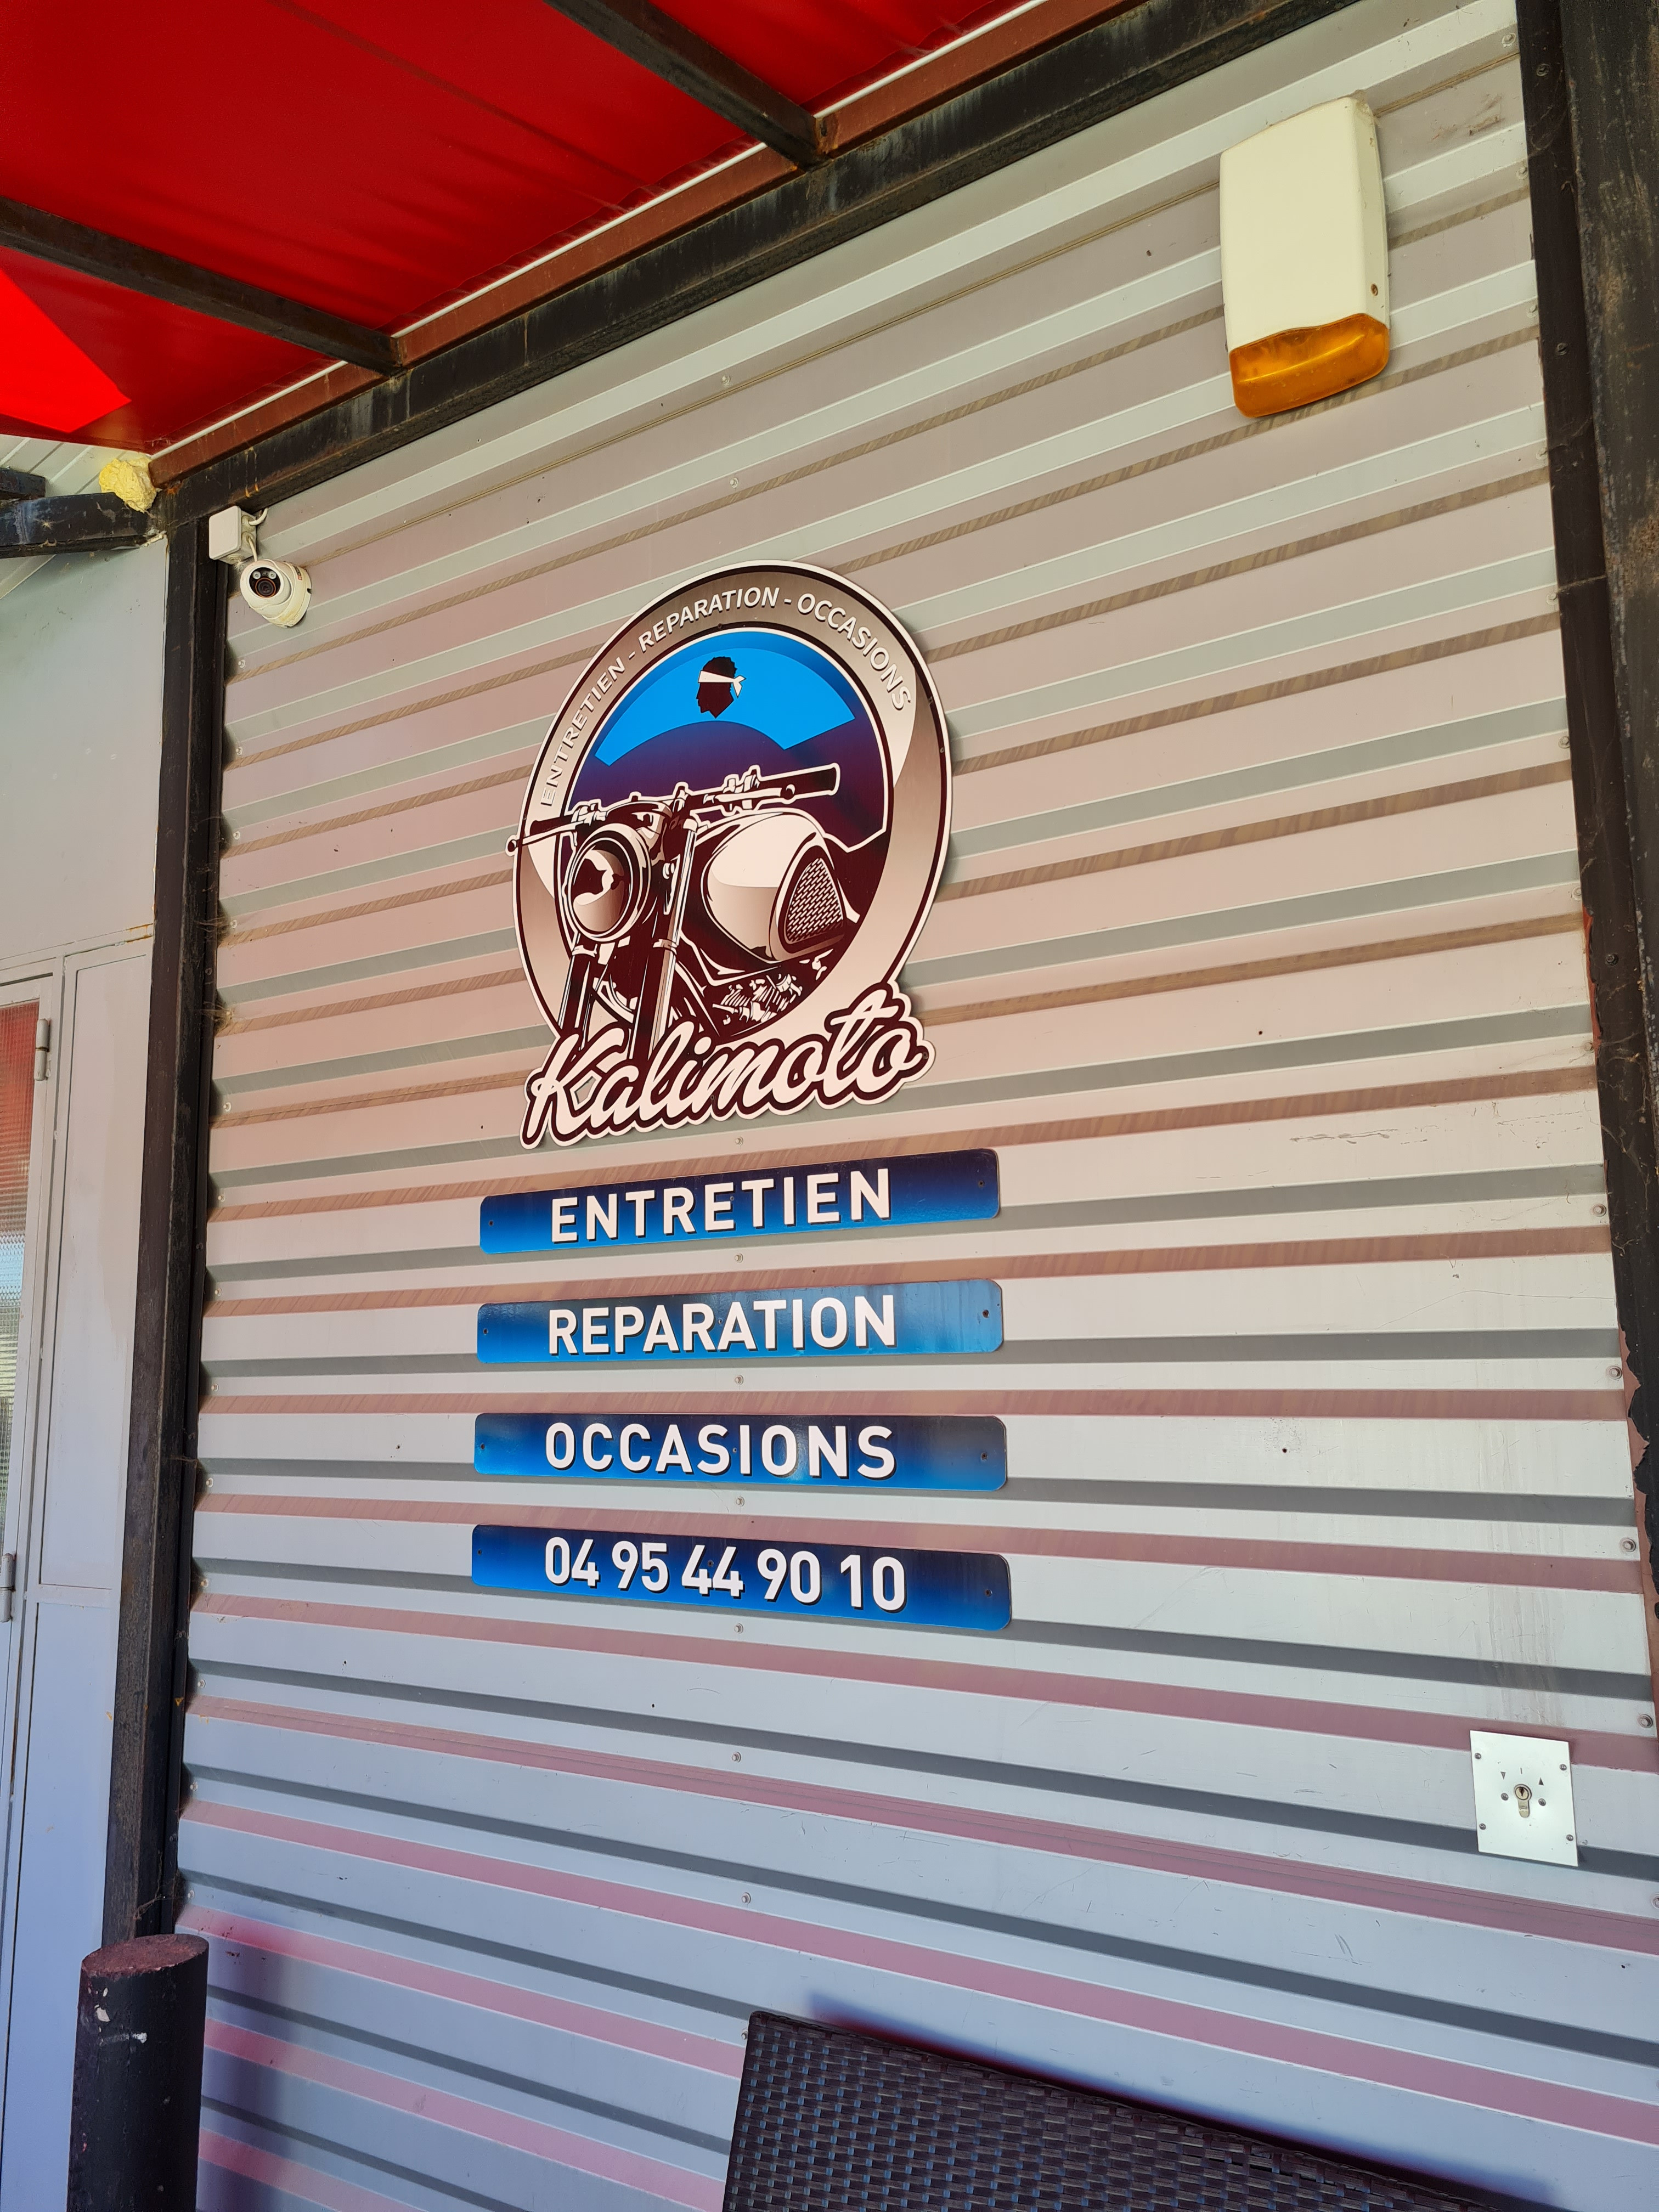 ENTRETIEN - REPARATION - OCCASIONS
Kalimoto
ENTRETIEN
REPARATION
OCCASIONS
04 95 44 90 10